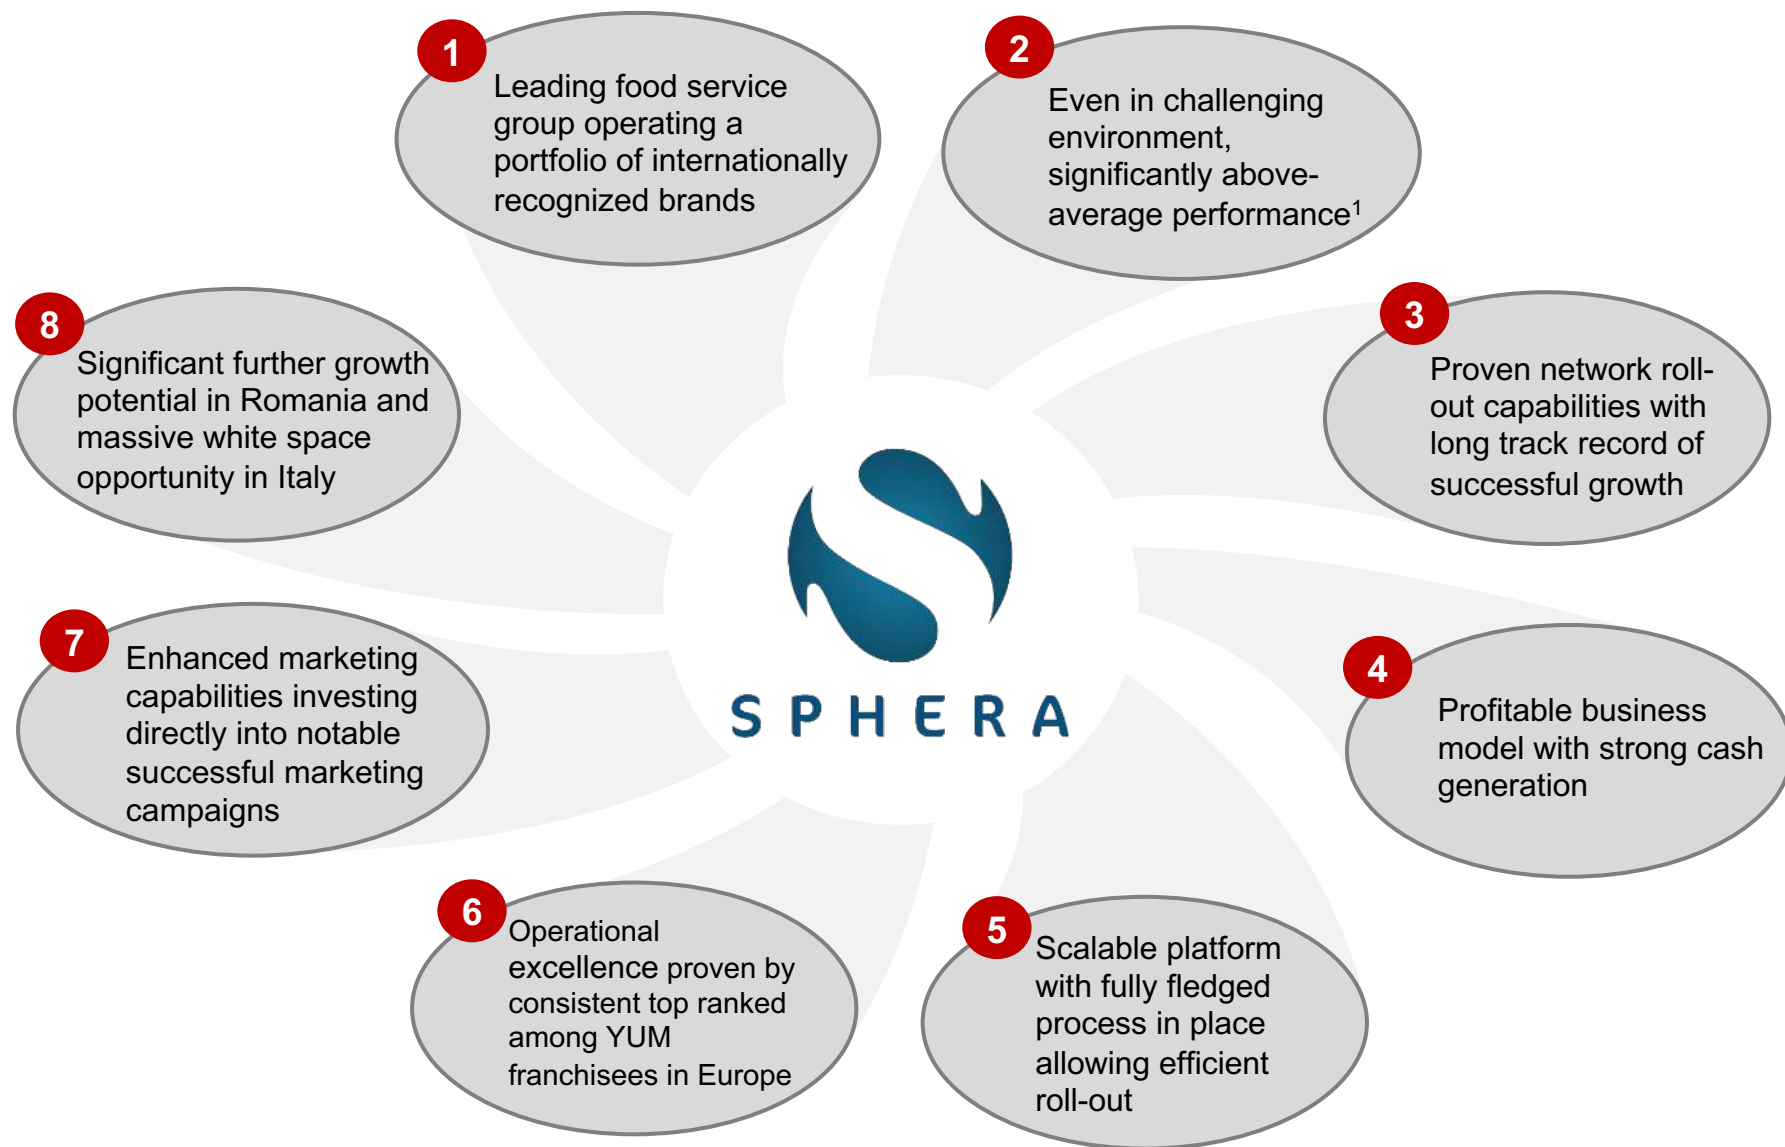 1
Leading food service
group operating a
portfolio of internationally
recognized brands
2
Even in challenging
environment,
significantly above-
average performance¹
3
Proven network roll-
out capabilities with
long track record of
successful growth
4
Profitable business
model with strong cash
generation
5
Scalable platform
with fully fledged
process in place
allowing efficient
roll-out
6
Operational
excellence proven by
consistent top ranked
among YUM
franchisees in Europe
7
Enhanced marketing
capabilities investing
directly into notable
successful marketing
campaigns
8
Significant further growth
potential in Romania and
massive white space
opportunity in Italy
SPHERA